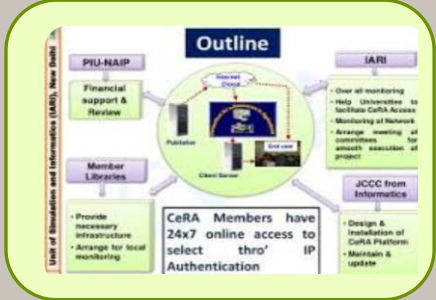 Outline
Unit of Simulation and Informatics (IARI), New Delhi
PIU-NAIP
Financial
support &
Review
Member
Libraries
• Provide
necessary
infrastructure
• Arrange for local
monitoring
Internet
Cloud
Publisher
Client Server
End user
CeRA Members have
24x7 online access to
select thro' IP
Authentication
IARI
• Over all monitoring
• Help Universities to
facilitate CeRA Access
• Monitoring of Network
• Arrange meeting of
committees for
smooth execution of
project
JCCC from
Informatics
• Design &
Installation of
CeRA Platform
• Maintain &
update